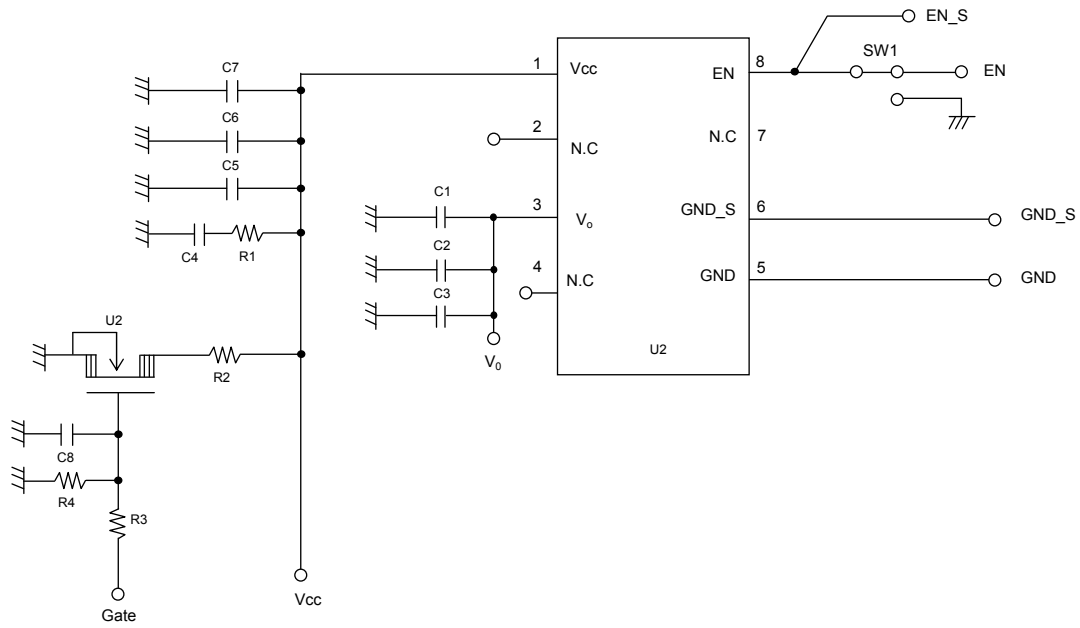 EN_S
C7
1
Vcc
EN
8
SW1
EN
C6
2
N.C
N.C
7
C5
C1
3
Vo
GND_S
6
GND_S
C4
R1
C2
4
N.C
GND
5
GND
C3
U2
R2
V0
U2
C8
R4
R3
Gate
Vcc